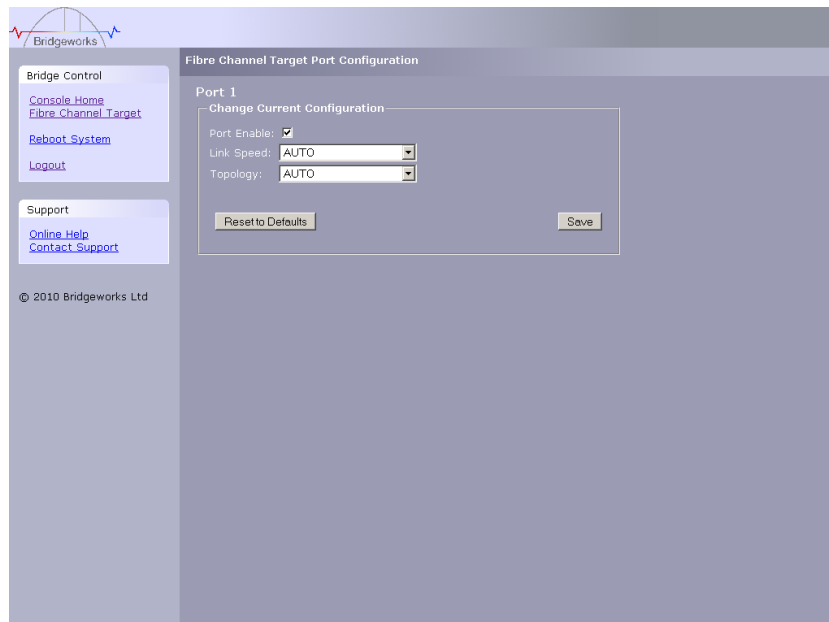 Bridgeworks
Fibre Channel Target Port Configuration
Bridge Control
Console Home
Fibre Channel Target
Reboot System
Logout
Support
Online Help
Contact Support
© 2010 Bridgeworks Ltd
Port 1
Change Current Configuration
Port Enable:
Link Speed: AUTO
Topology: AUTO
Reset to Defaults Save